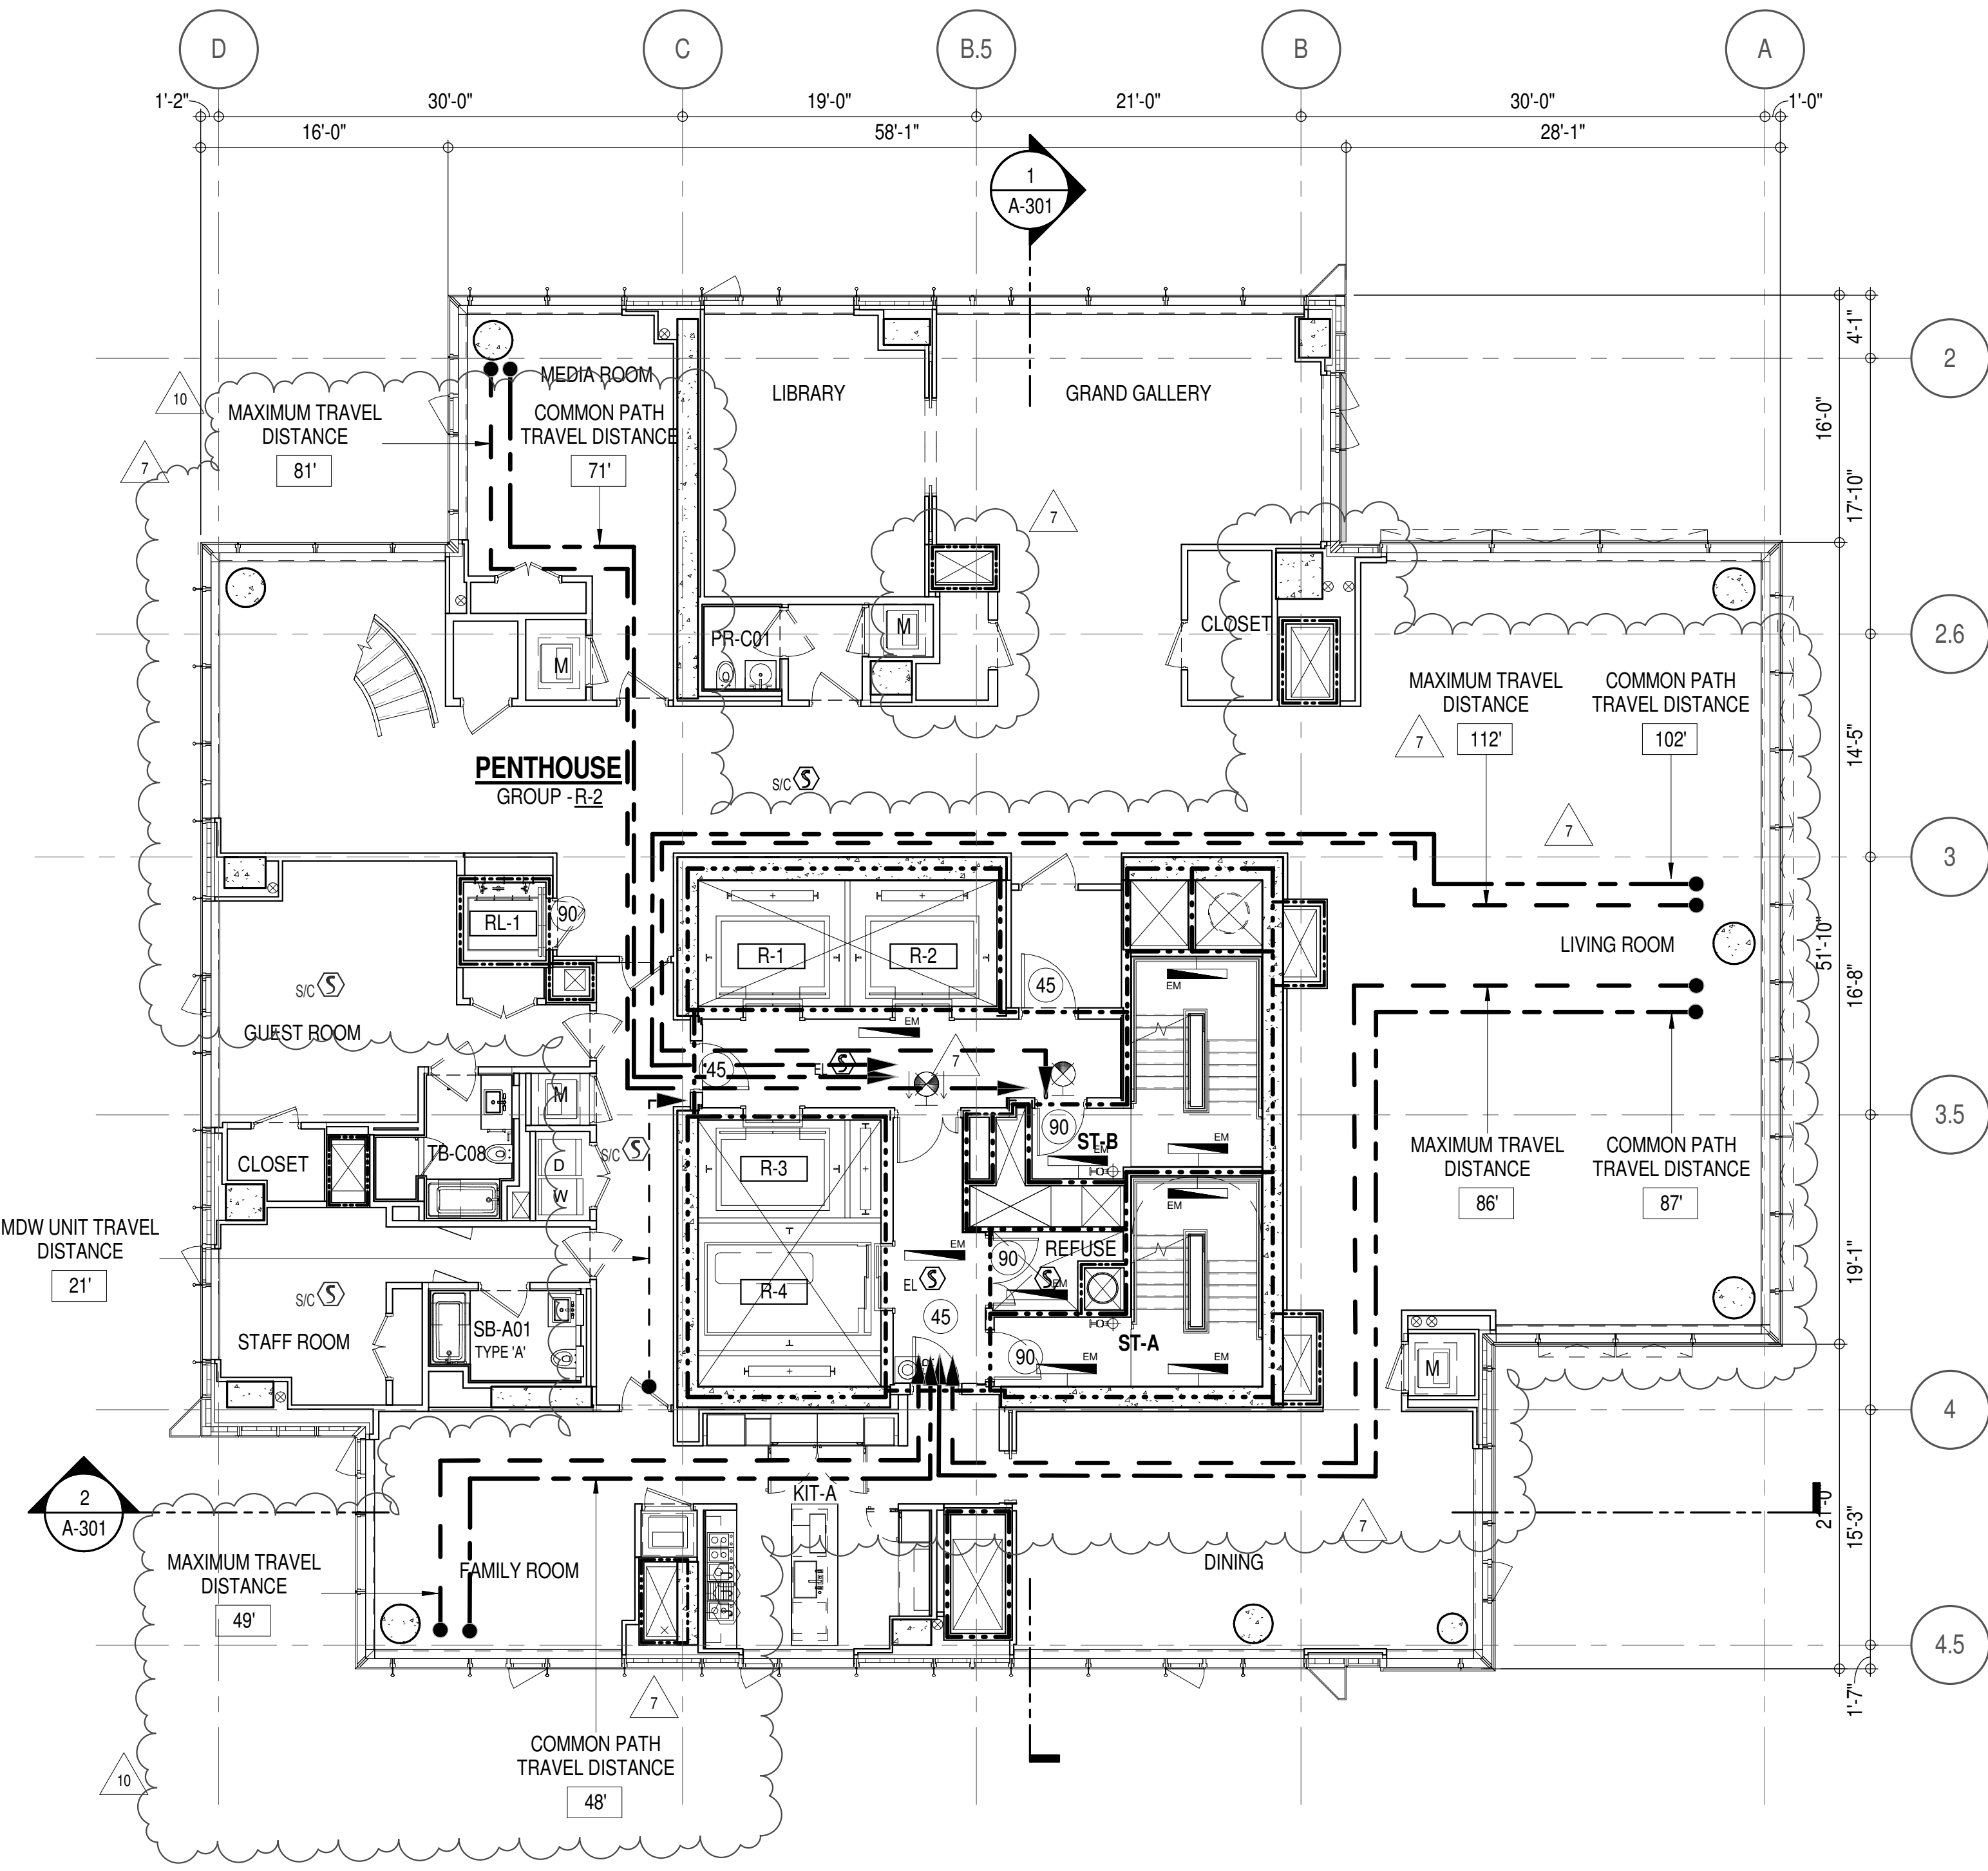 D
C
B.5
B
A
1'-2"
30'-0"
19'-0"
21'-0"
30'-0"
1'-0"
16'-0"
58'-1"
28'-1"
1
A-301
4'-1"
2
10
MEDIA ROOM
LIBRARY
GRAND GALLERY
MAXIMUM TRAVEL
DISTANCE
81'
COMMON PATH
TRAVEL DISTANCE
71'
16'-0"
7
17'-10"
7
M
PR-C01
M
CLOSET
2.6
MAXIMUM TRAVEL
DISTANCE
112'
COMMON PATH
TRAVEL DISTANCE
102'
7
14'-5"
PENTHOUSE
GROUP - R-2
S/C S
7
3
RL-1
90
R-1
R-2
45
LIVING ROOM
51'-10"
EM
S/C S
16'-8"
GUEST ROOM
EM
7
45
EL S
M
3.5
90
ST-B
EM
EM
TB-C08
S/C S
CLOSET
D
W
R-3
MAXIMUM TRAVEL
DISTANCE
86'
COMMON PATH
TRAVEL DISTANCE
87'
EM
MDW UNIT TRAVEL
DISTANCE
21'
EM
90
REFUSE
19'-1"
EL S
S
EM
R-4
S/C S
45
STAFF ROOM
SB-A01
TYPE 'A'
ST-A
90
EM
EM
M
4
2
A-301
KIT-A
7
21'-0
15'-3"
MAXIMUM TRAVEL
DISTANCE
49'
FAMILY ROOM
DINING
4.5
7
1'-7"
COMMON PATH
TRAVEL DISTANCE
48'
10